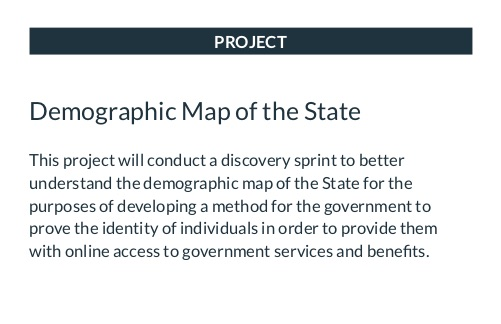 PROJECT
Demographic Map of the State
This project will conduct a discovery sprint to better
understand the demographic map of the State for the
purposes of developing a method for the government to
prove the identity of individuals in order to provide them
with online access to government services and benefits.